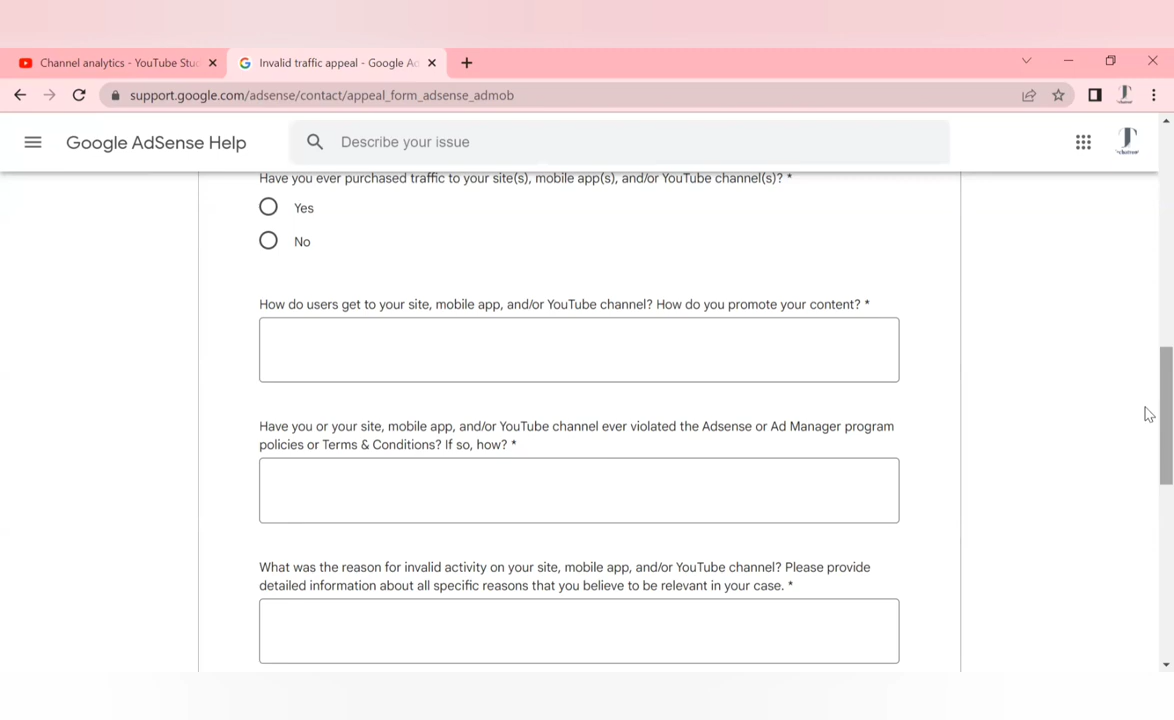 Channel analytics - YouTube Stu
Invalid traffic appeal - Google Ad
support.google.com/adsense/contact/appeal_form_adsense_admob
Google AdSense Help
Describe your issue
Have you ever purchased traffic to your site(s), mobile app(s), and/or YouTube channel(s)? *
Yes
No
How do users get to your site, mobile app, and/or YouTube channel? How do you promote your content? *
Have you or your site, mobile app, and/or YouTube channel ever violated the Adsense or Ad Manager program
policies or Terms & Conditions? If so, how? *
What was the reason for invalid activity on your site, mobile app, and/or YouTube channel? Please provide
detailed information about all specific reasons that you believe to be relevant in your case. *